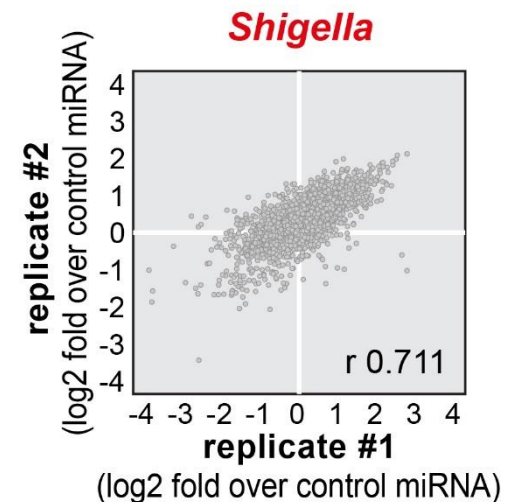 Shigella
replicate #2
(log2 fold over control miRNA)
4
3
2
1
0
-1
-2
-3
-4
r 0.711
-4 -3 -2 -1 0 1 2 3 4
replicate #1
(log2 fold over control miRNA)